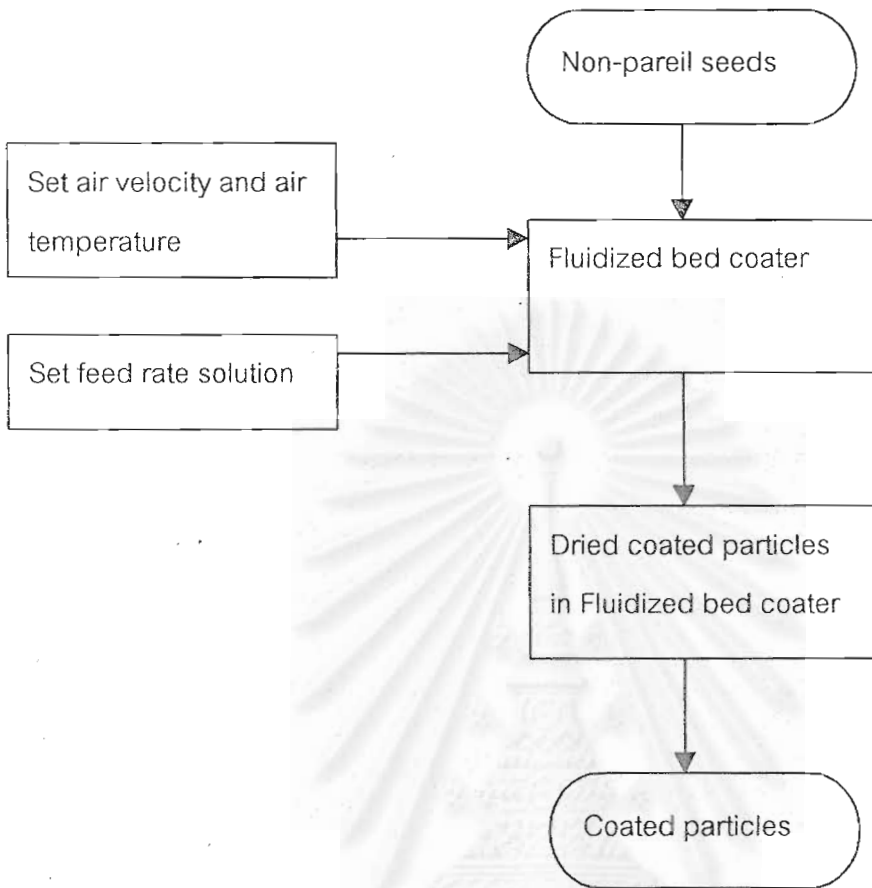 Non-pareil seeds
Set air velocity and air
temperature
Fluidized bed coater
Set feed rate solution
Dried coated particles
in Fluidized bed coater
Coated particles